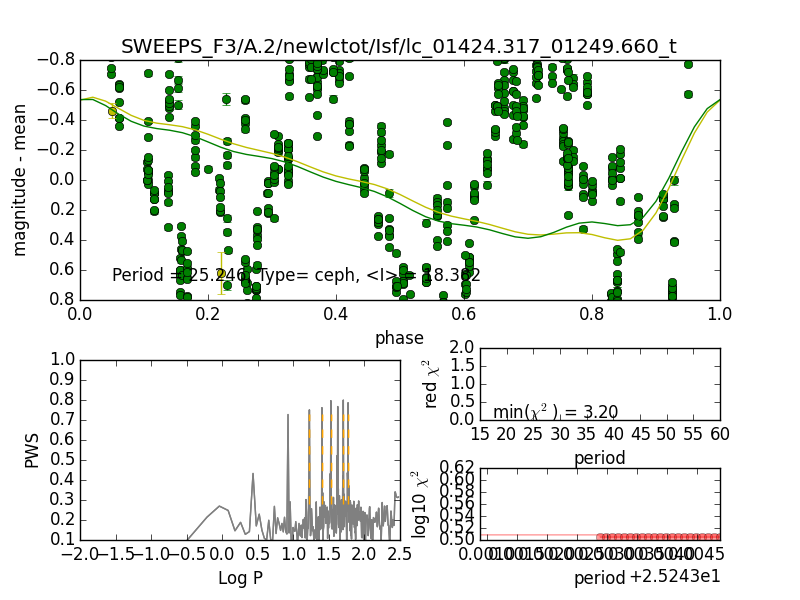 SWEEPS_F3/A.2/newlctot/Isf/lc_01424.317_01249.660_t
−0.8
−0.6
−0.4
−0.2
0.0
0.2
0.4
0.6
0.8
magnitude - mean
Period = 25.246, Type= ceph, <I> = 18.382
0.0 0.2 0.4 0.6 0.8 1.0
phase
1.0
0.9
0.8
0.7
0.6
0.5
0.4
0.3
0.2
0.1
PWS
−2.0 −1.5 −1.0 −0.5 0.0 0.5 1.0 1.5 2.0 2.5
Log P
2.0
1.5
1.0
0.5
0.0
red χ²
min(χ² ) = 3.20
15 20 25 30 35 40 45 50 55 60
period
0.62
0.60
0.58
0.56
0.54
0.52
0.50
log10 χ²
period
+2.5243e1